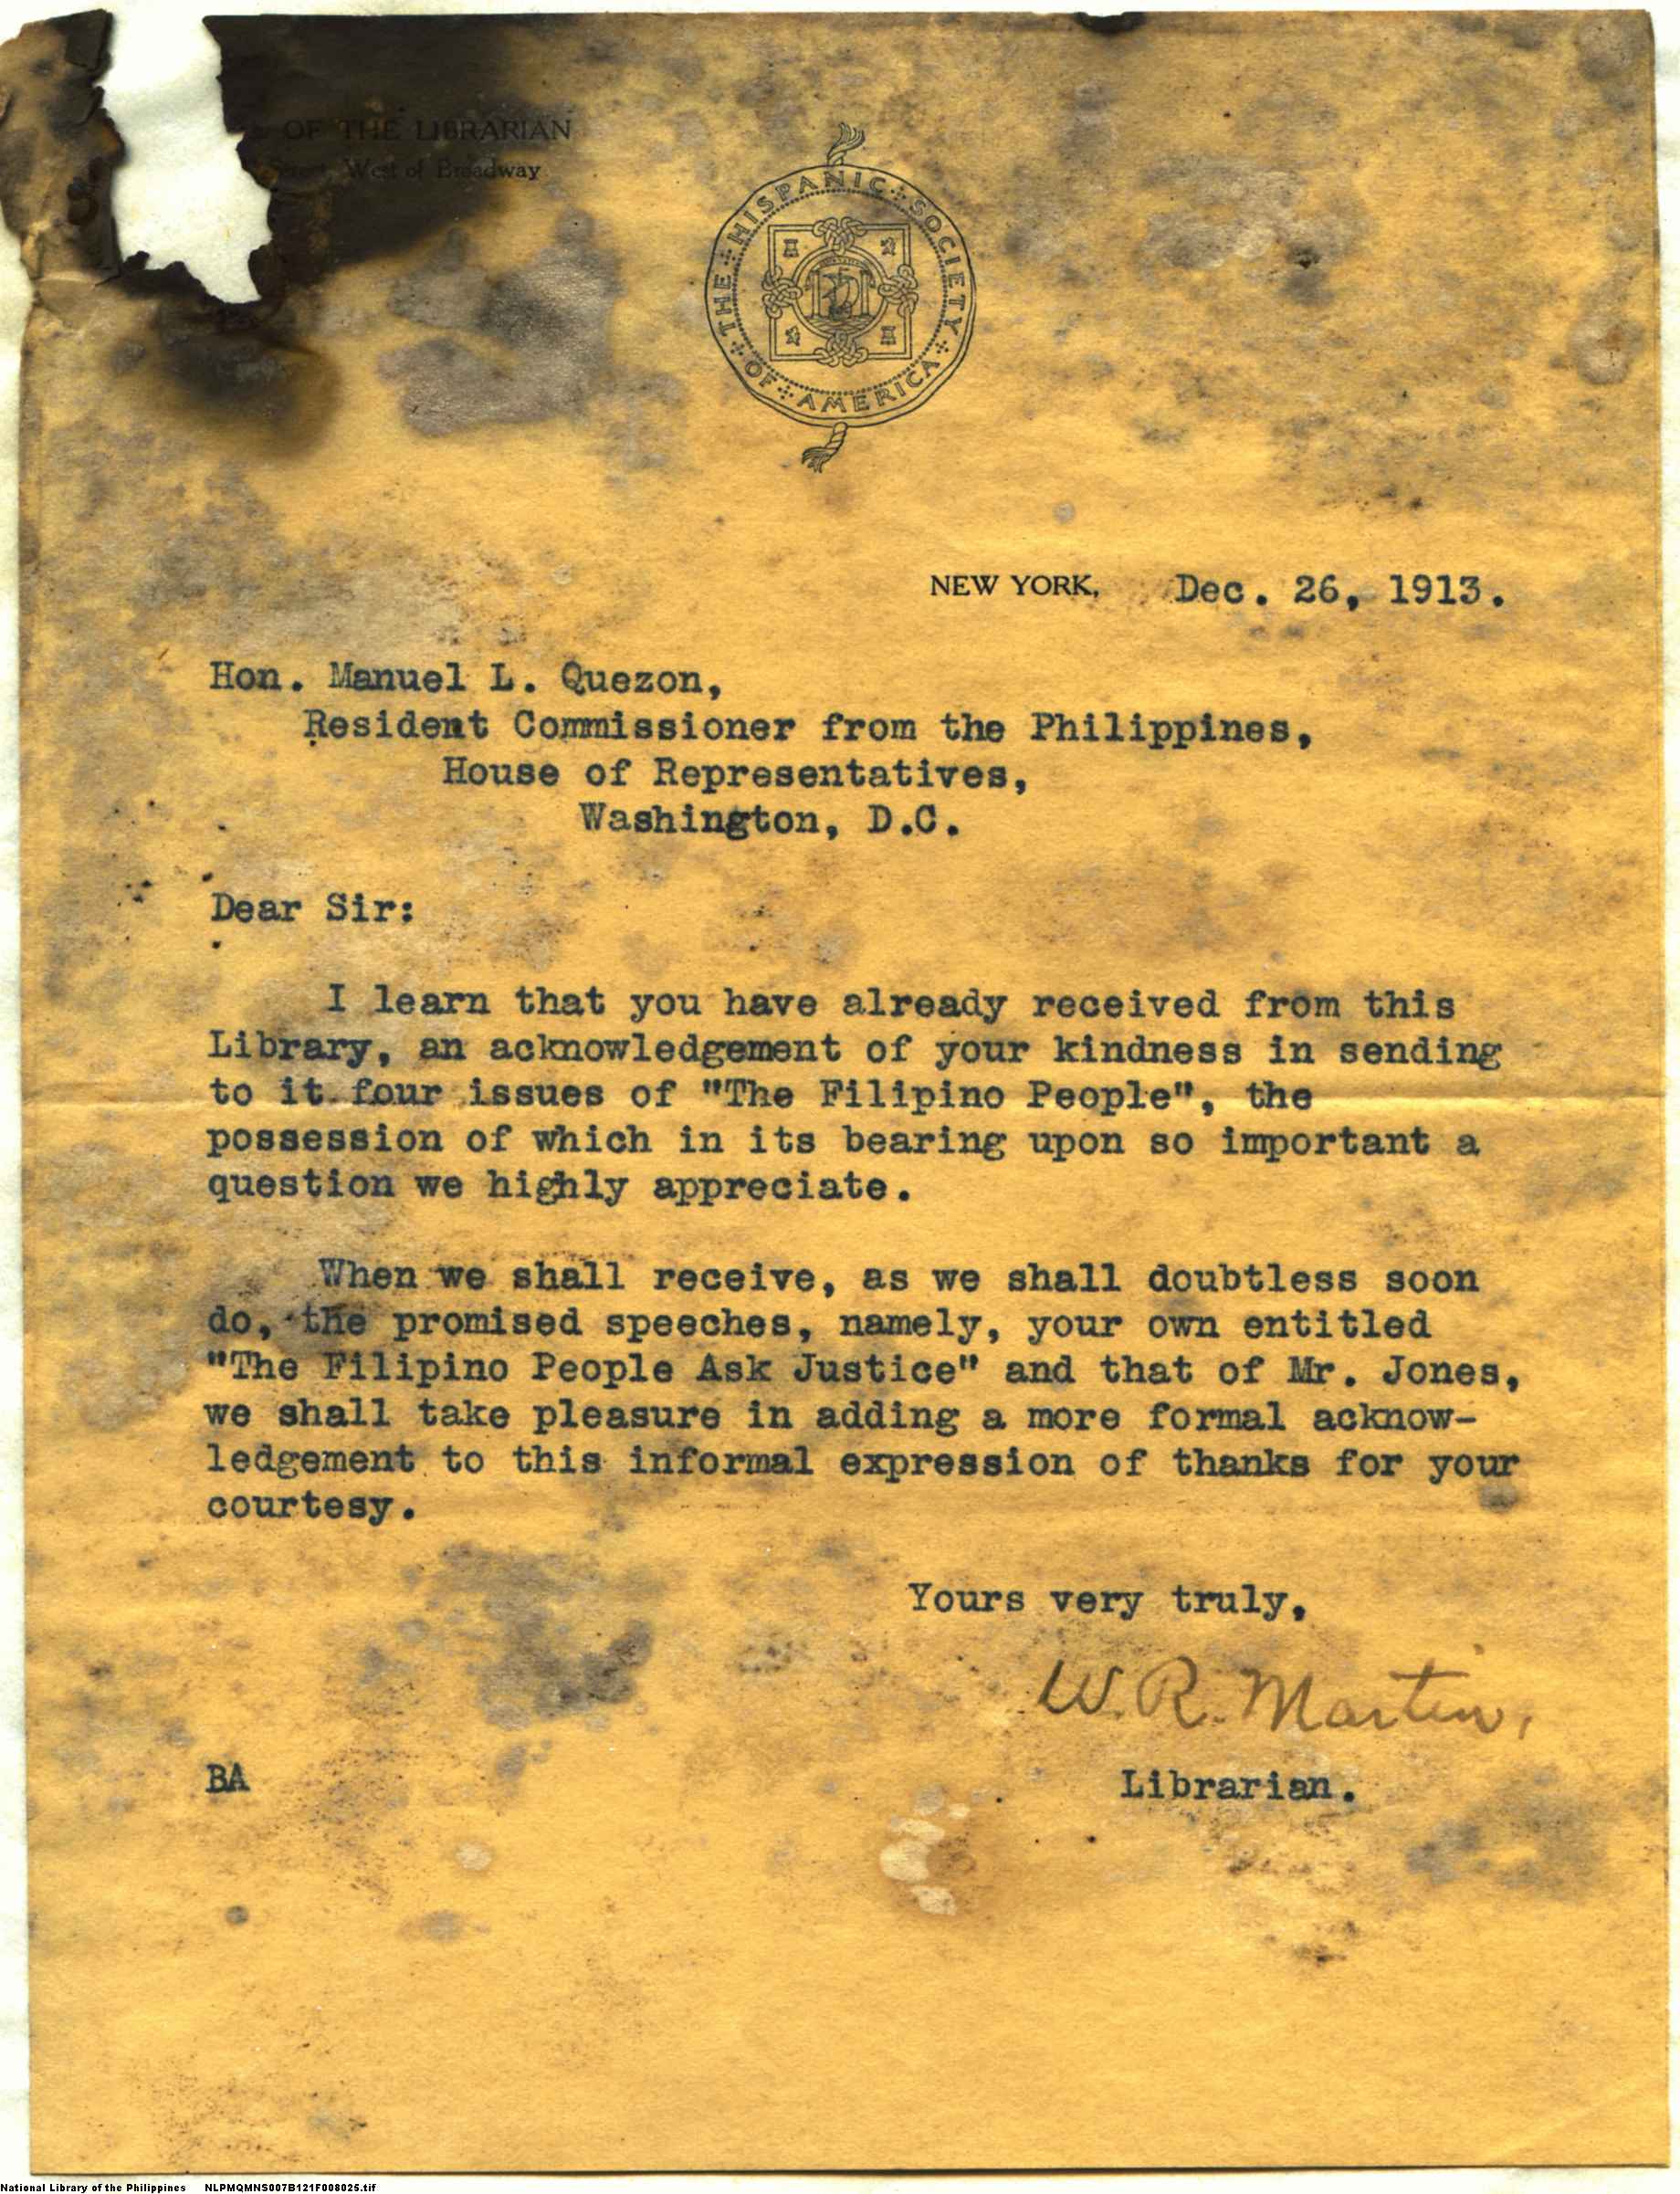 OF THE LIBRARIAN
Street, West of Broadway
THE HISPANIC SOCIETY OF AMERICA
NEW YORK, Dec. 26, 1913.
Hon. Manuel L. Quezon,
Resident Commissioner from the Philippines,
House of Representatives,
Washington, D.C.
Dear Sir:
I learn that you have already received from this
Library, an acknowledgement of your kindness in sending
to it four issues of "The Filipino People", the
possession of which in its bearing upon so important a
question we highly appreciate.
When we shall receive, as we shall doubtless soon
do, the promised speeches, namely, your own entitled
"The Filipino People Ask Justice" and that of Mr. Jones,
we shall take pleasure in adding a more formal acknow-
ledgement to this informal expression of thanks for your
courtesy.
Yours very truly,
W. R. Martin,
BA Librarian.
National Library of the Philippines NLPMQMNS007B121F008025.tif